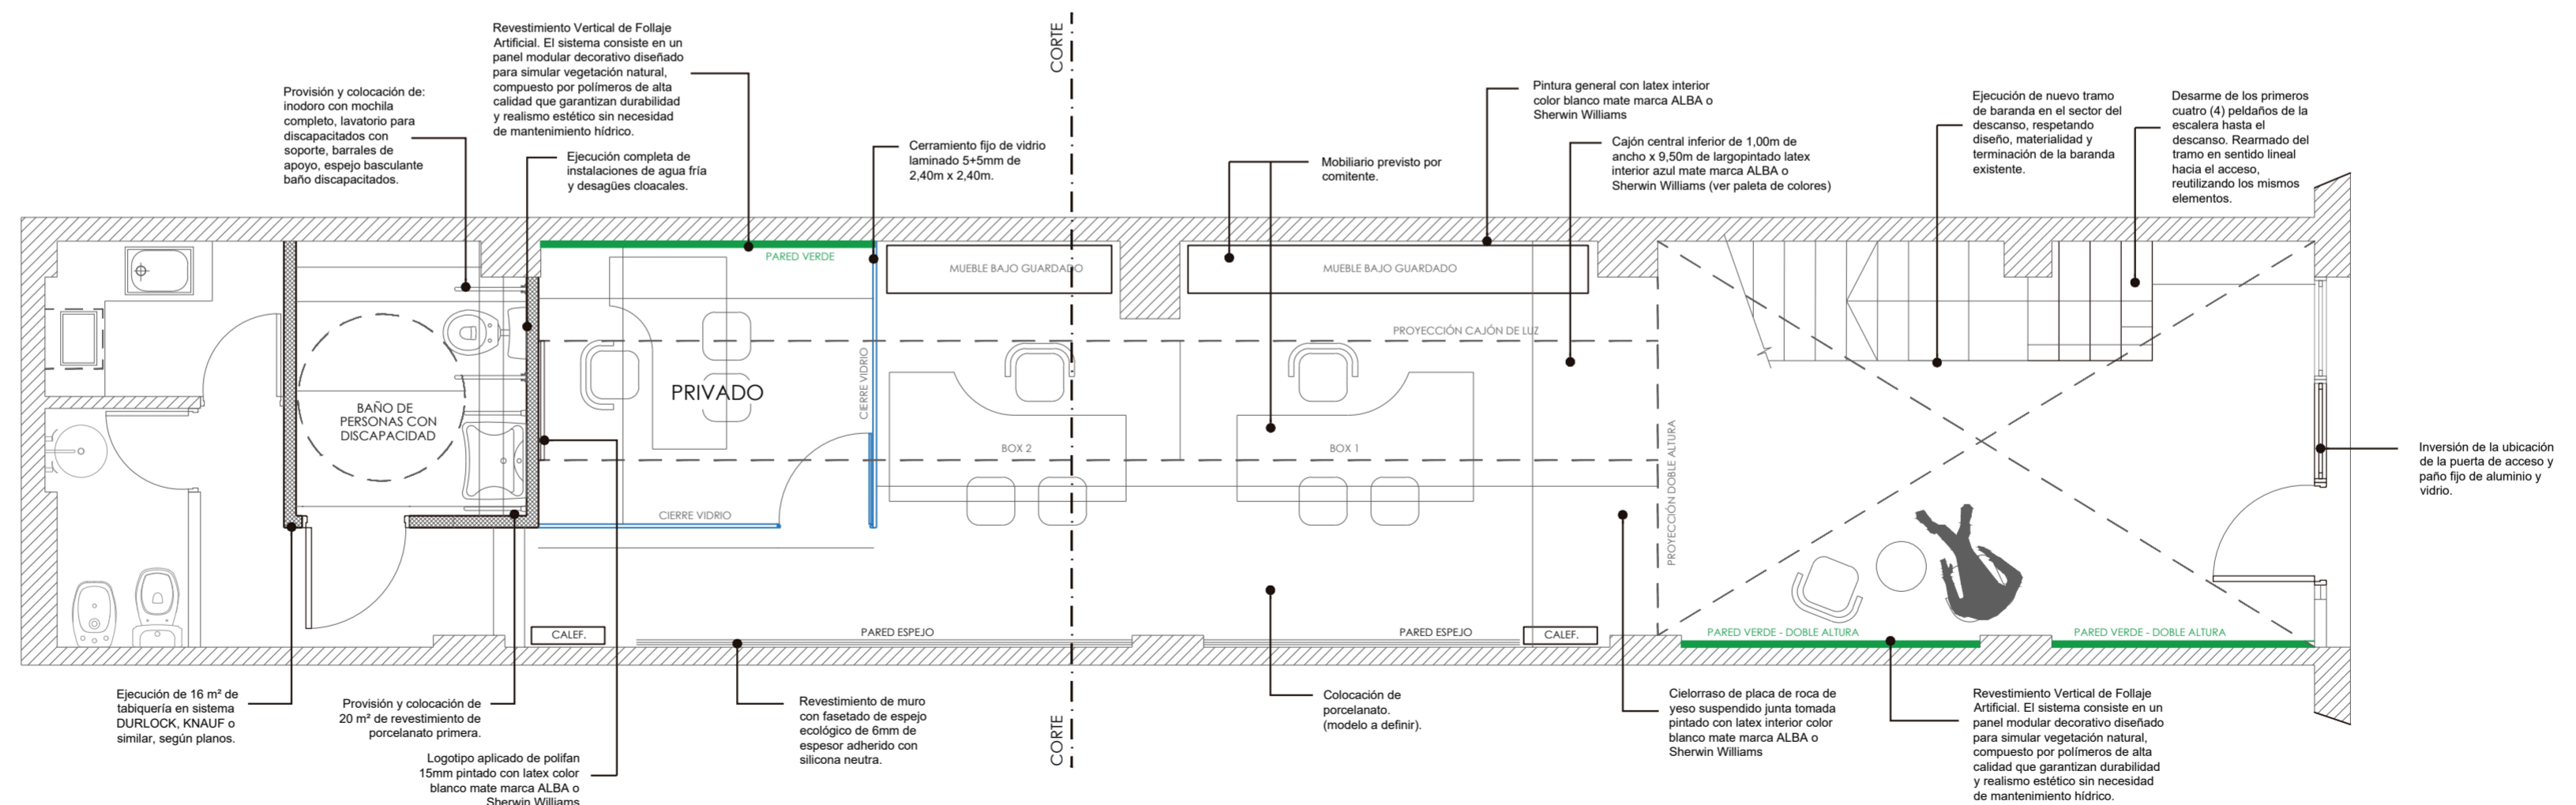 Revestimiento Vertical de Follaje
Artificial. El sistema consiste en un
panel modular decorativo diseñado
para simular vegetación natural,
compuesto por polímeros de alta
calidad que garantizan durabilidad
y realismo estético sin necesidad
de mantenimiento hídrico.
Provisión y colocación de:
inodoro con mochila
completo, lavatorio para
discapacitados con
soporte, barrales de
apoyo, espejo basculante
baño discapacitados.
Ejecución completa de
instalaciones de agua fría
y desagües cloacales.
Cerramiento fijo de vidrio
laminado 5+5mm de
2,40m x 2,40m.
CORTE
Mobiliario previsto por
comitente.
Pintura general con latex interior
color blanco mate marca ALBA o
Sherwin Williams
Cajón central inferior de 1,00m de
ancho x 9,50m de largopintado latex
interior azul mate marca ALBA o
Sherwin Williams (ver paleta de colores)
Ejecución de nuevo tramo
de baranda en el sector del
descanso, respetando
diseño, materialidad y
terminación de la baranda
existente.
Desarme de los primeros
cuatro (4) peldaños de la
escalera hasta el
descanso. Rearmado del
tramo en sentido lineal
hacia el acceso,
reutilizando los mismos
elementos.
PARED VERDE
MUEBLE BAJO GUARDADO
MUEBLE BAJO GUARDADO
PROYECCIÓN CAJÓN DE LUZ
CIERRE VIDRIO
PRIVADO
BAÑO DE
PERSONAS CON
DISCAPACIDAD
BOX 2
BOX 1
PROYECCIÓN DOBLE ALTURA
Inversión de la ubicación
de la puerta de acceso y
paño fijo de aluminio y
vidrio.
CIERRE VIDRIO
CALEF.
PARED ESPEJO
PARED ESPEJO
CALEF.
PARED VERDE - DOBLE ALTURA
PARED VERDE - DOBLE ALTURA
Ejecución de 16 m² de
tabiquería en sistema
DURLOCK, KNAUF o
similar, según planos.
Provisión y colocación de
20 m² de revestimiento de
porcelanato primera.
Logotipo aplicado de polifan
15mm pintado con latex color
blanco mate marca ALBA o
Sherwin Williams
Revestimiento de muro
con fasetado de espejo
ecológico de 6mm de
espesor adherido con
silicona neutra.
CORTE
Colocación de
porcelanato.
(modelo a definir).
Cielorraso de placa de roca de
yeso suspendido junta tomada
pintado con latex interior color
blanco mate marca ALBA o
Sherwin Williams
Revestimiento Vertical de Follaje
Artificial. El sistema consiste en un
panel modular decorativo diseñado
para simular vegetación natural,
compuesto por polímeros de alta
calidad que garantizan durabilidad
y realismo estético sin necesidad
de mantenimiento hídrico.